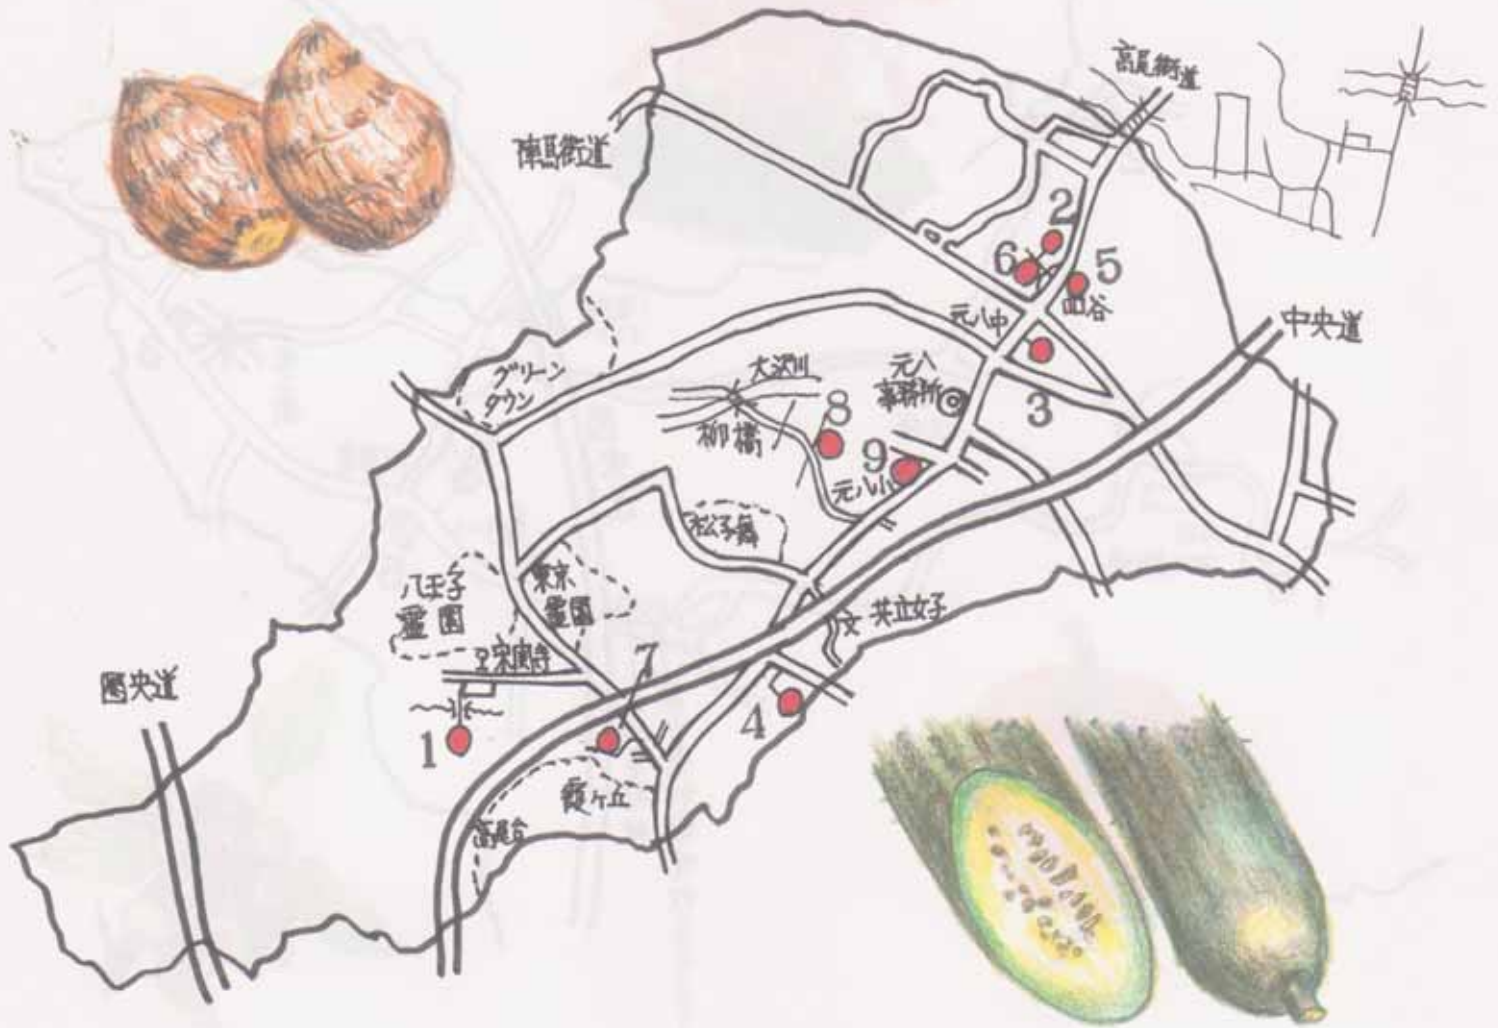 高尾街道
陣馬街道
2
6
5
四谷
元八中
中央道
グリーン
タウン
大沢川
元八
事務所
8
3
柳橋
9
元八小
松子舞
八王子
霊園
東京
霊園
共立女子
文
宗関寺
7
圏央道
4
1
霞ヶ丘
高尾台